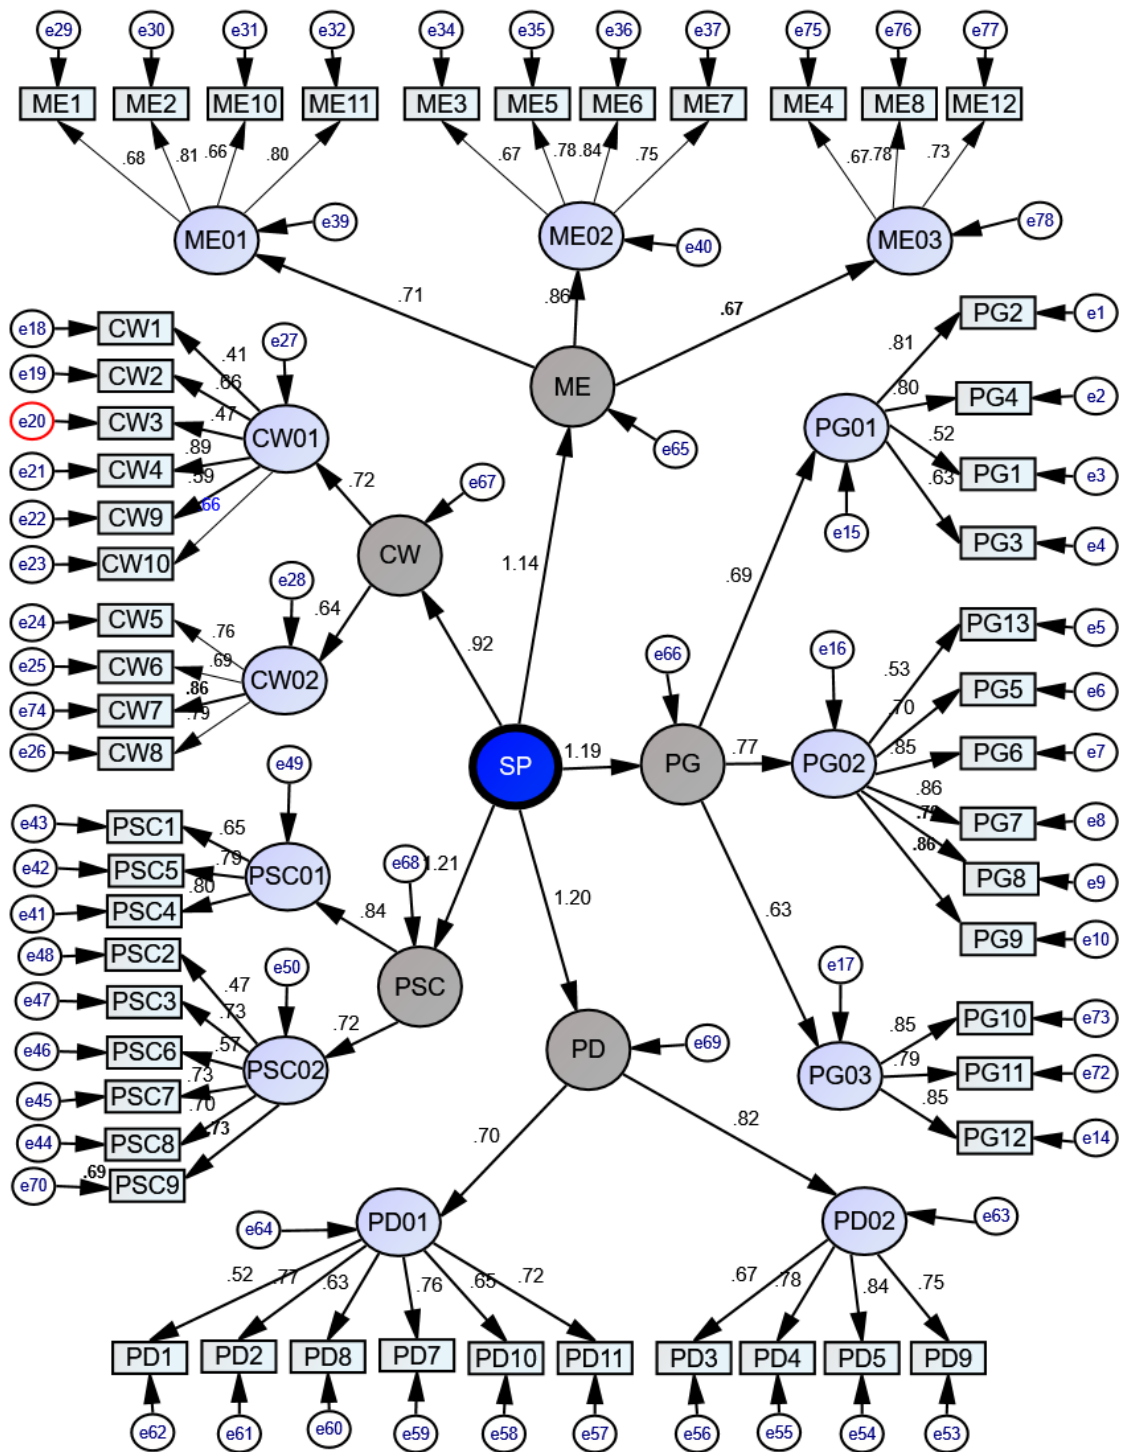 e29 e30 e31 e32 e34 e35 e36 e37 e75 e76 e77
ME1 ME2 ME10 ME11 ME3 ME5 ME6 ME7 ME4 ME8 ME12
.68 .81 .66 .80 .67 .78 .84 .75 .67 .78 .73
ME01 e39 ME02 e40 ME03 e78
.71 .86 .67
ME e65
e18 CW1 e27
e19 CW2
e20 CW3
e21 CW4
e22 CW9
e23 CW10
.41
.66
.47
.89
.59
.66
CW01
.72
e67
CW
e28
.64
e24 CW5
e25 CW6
e74 CW7
e26 CW8
.76
.69
.86
.79
CW02
.92
1.14
SP
1.19
e66
PG
.69
.77
.63
PG01
e15
.81
.80
.52
.63
PG2 e1
PG4 e2
PG1 e3
PG3 e4
e16
PG02
.53
.70
.85
.86
.79
.86
PG13 e5
PG5 e6
PG6 e7
PG7 e8
PG8 e9
PG9 e10
e17
PG03
.85
.79
.85
PG10 e73
PG11 e72
PG12 e14
e49
e43 PSC1
e42 PSC5
e41 PSC4
.65
.79
.80
PSC01
.84
e68
1.21
PSC
.72
e50
e48 PSC2
e47 PSC3
e46 PSC6
e45 PSC7
e44 PSC8
e70 .69 PSC9
.47
.73
.57
.73
.70
.73
PSC02
1.20
PD e69
.70 .82
e64 PD01 PD02 e63
.52 .77 .63 .76 .65 .72 .67 .78 .84 .75
PD1 PD2 PD8 PD7 PD10 PD11 PD3 PD4 PD5 PD9
e62 e61 e60 e59 e58 e57 e56 e55 e54 e53